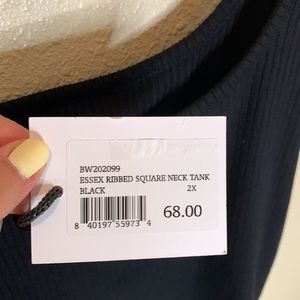 BW202099
ESSEX RIBBED SQUARE NECK TANK
BLACK 2X
68.00
8 40197 55973 4